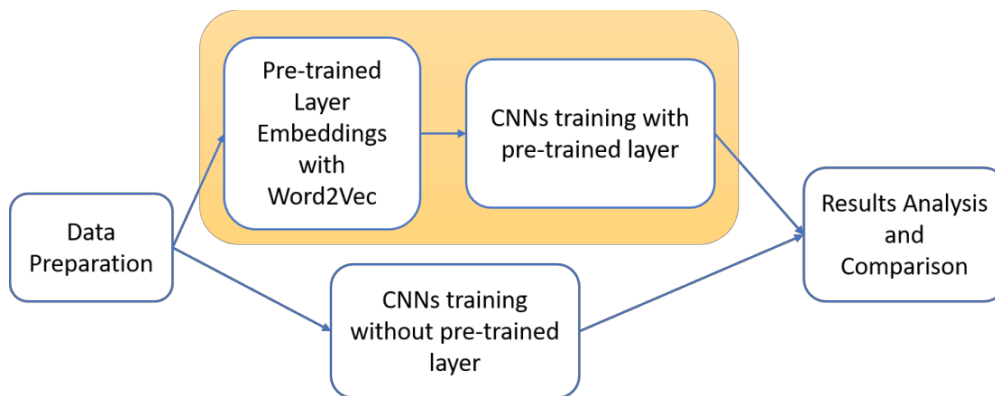 Pre-trained
Layer
Embeddings
with
Word2Vec
CNNs training with
pre-trained layer
Data
Preparation
Results Analysis
and
Comparison
CNNs training
without pre-trained
layer